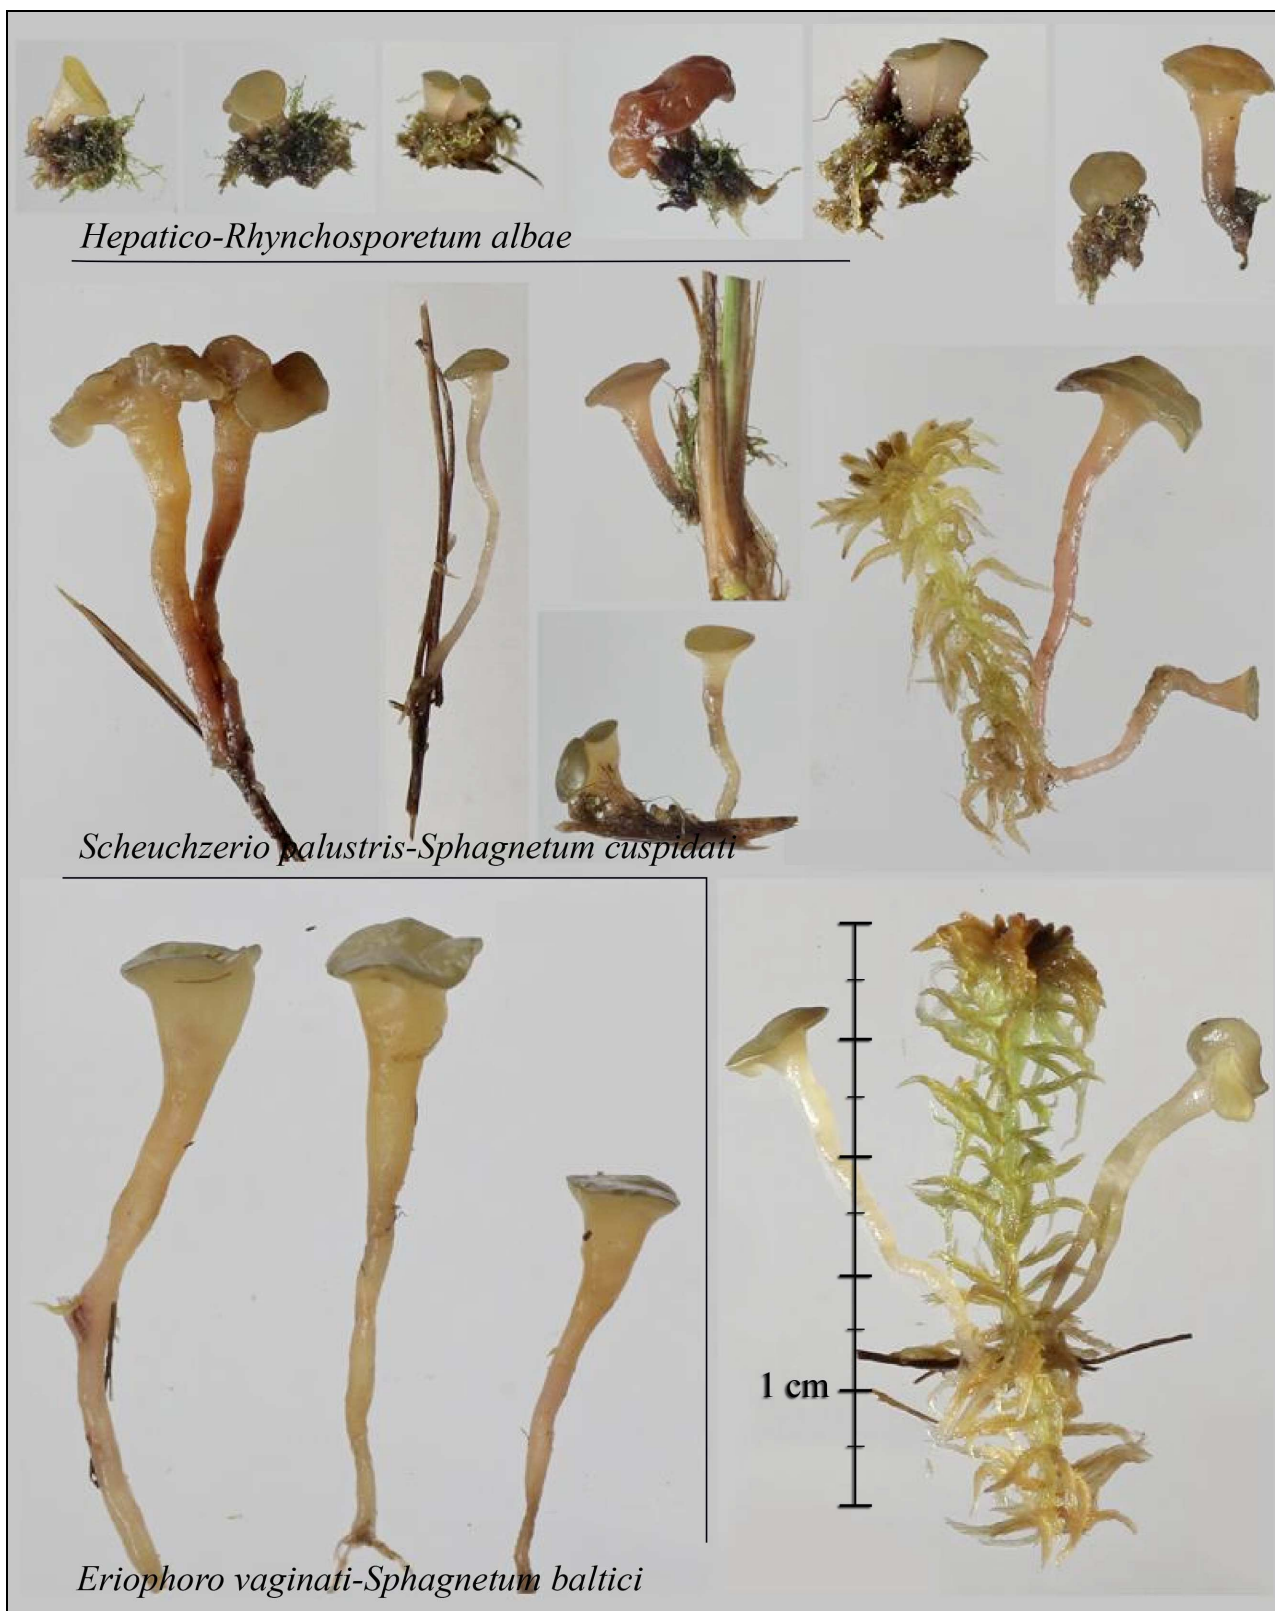 Hepatico-Rhynchosporetum albae
Scheuchzerio palustris-Sphagnetum cuspidati
1 cm
Eriophoro vaginati-Sphagnetum baltici